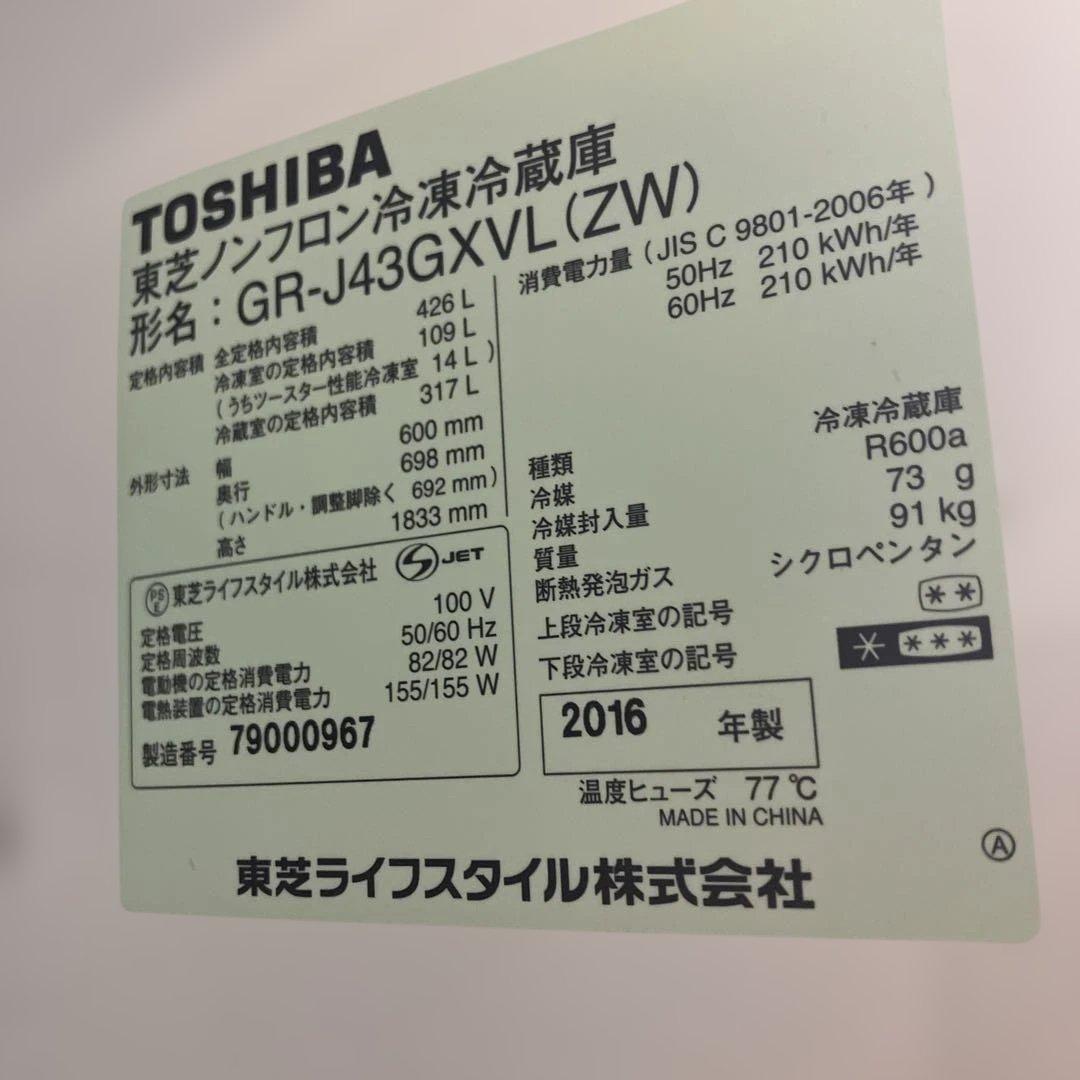 TOSHIBA
東芝ノンフロン冷凍冷蔵庫
形名：GR-J43GXVL(ZW)
定格内容積 全定格内容積 426 L
冷凍室の定格内容積 109 L
(うちツースター性能冷凍室 14 L )
冷蔵室の定格内容積 317 L
外形寸法 幅 600 mm
奥行 698 mm
(ハンドル・調整脚除く 692 mm)
高さ 1833 mm
PS E 東芝ライフスタイル株式会社 JET
定格電圧 100 V
定格周波数 50/60 Hz
電動機の定格消費電力 82/82 W
電熱装置の定格消費電力 155/155 W
製造番号 79000967
消費電力量 ( JIS C 9801-2006年 )
50Hz 210 kWh/年
60Hz 210 kWh/年
種類 冷凍冷蔵庫
冷媒 R600a
冷媒封入量 73 g
質量 91 kg
断熱発泡ガス シクロペンタン
上段冷凍室の記号 **
下段冷凍室の記号 * ***
2016 年製
温度ヒューズ 77 ℃
MADE IN CHINA
東芝ライフスタイル株式会社
A